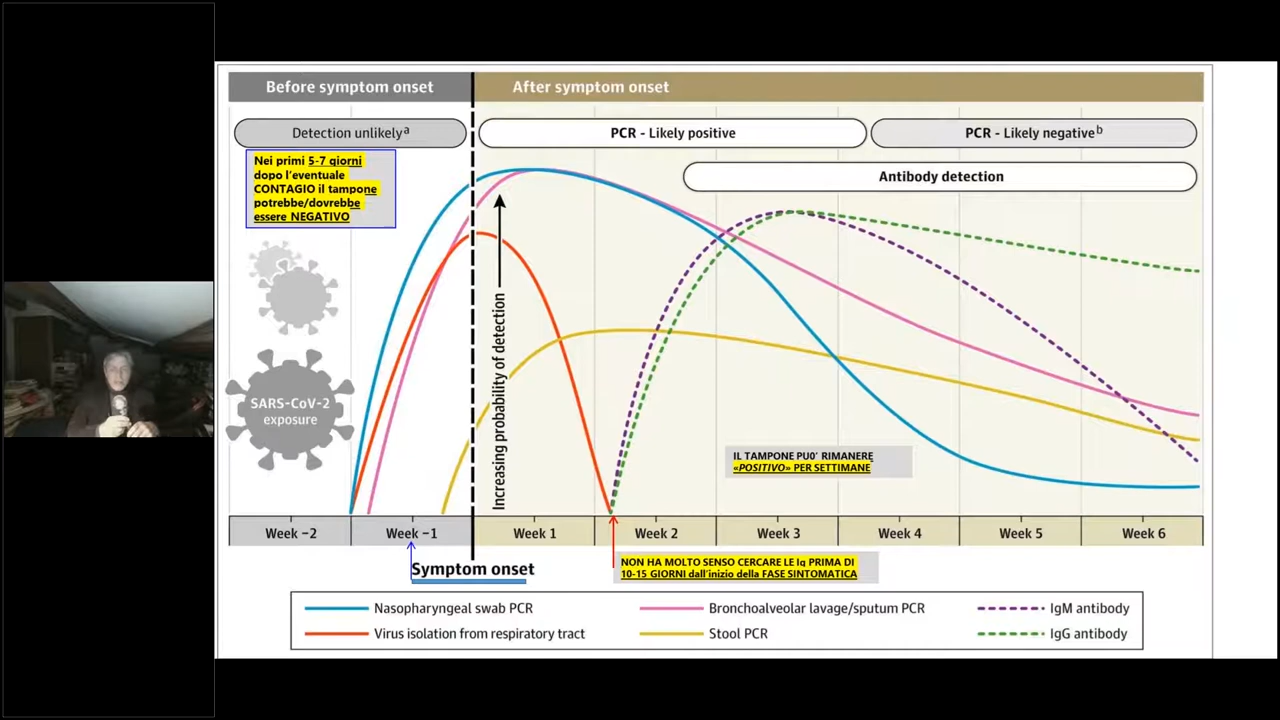 Before symptom onset
After symptom onset
Detection unlikelyᵃ
PCR - Likely positive
PCR - Likely negativeᵇ
Nei primi 5-7 giorni
dopo l'eventuale
CONTAGIO il tampone
potrebbe/dovrebbe
essere NEGATIVO
Antibody detection
SARS-CoV-2
exposure
Increasing probability of detection
IL TAMPONE PU0' RIMANERE
«POSITIVO» PER SETTIMANE
Week −2
Week −1
Week 1
Week 2
Week 3
Week 4
Week 5
Week 6
Symptom onset
NON HA MOLTO SENSO CERCARE LE Ig PRIMA DI
10-15 GIORNI dall'inizio della FASE SINTOMATICA
Nasopharyngeal swab PCR
Bronchoalveolar lavage/sputum PCR
IgM antibody
Virus isolation from respiratory tract
Stool PCR
IgG antibody